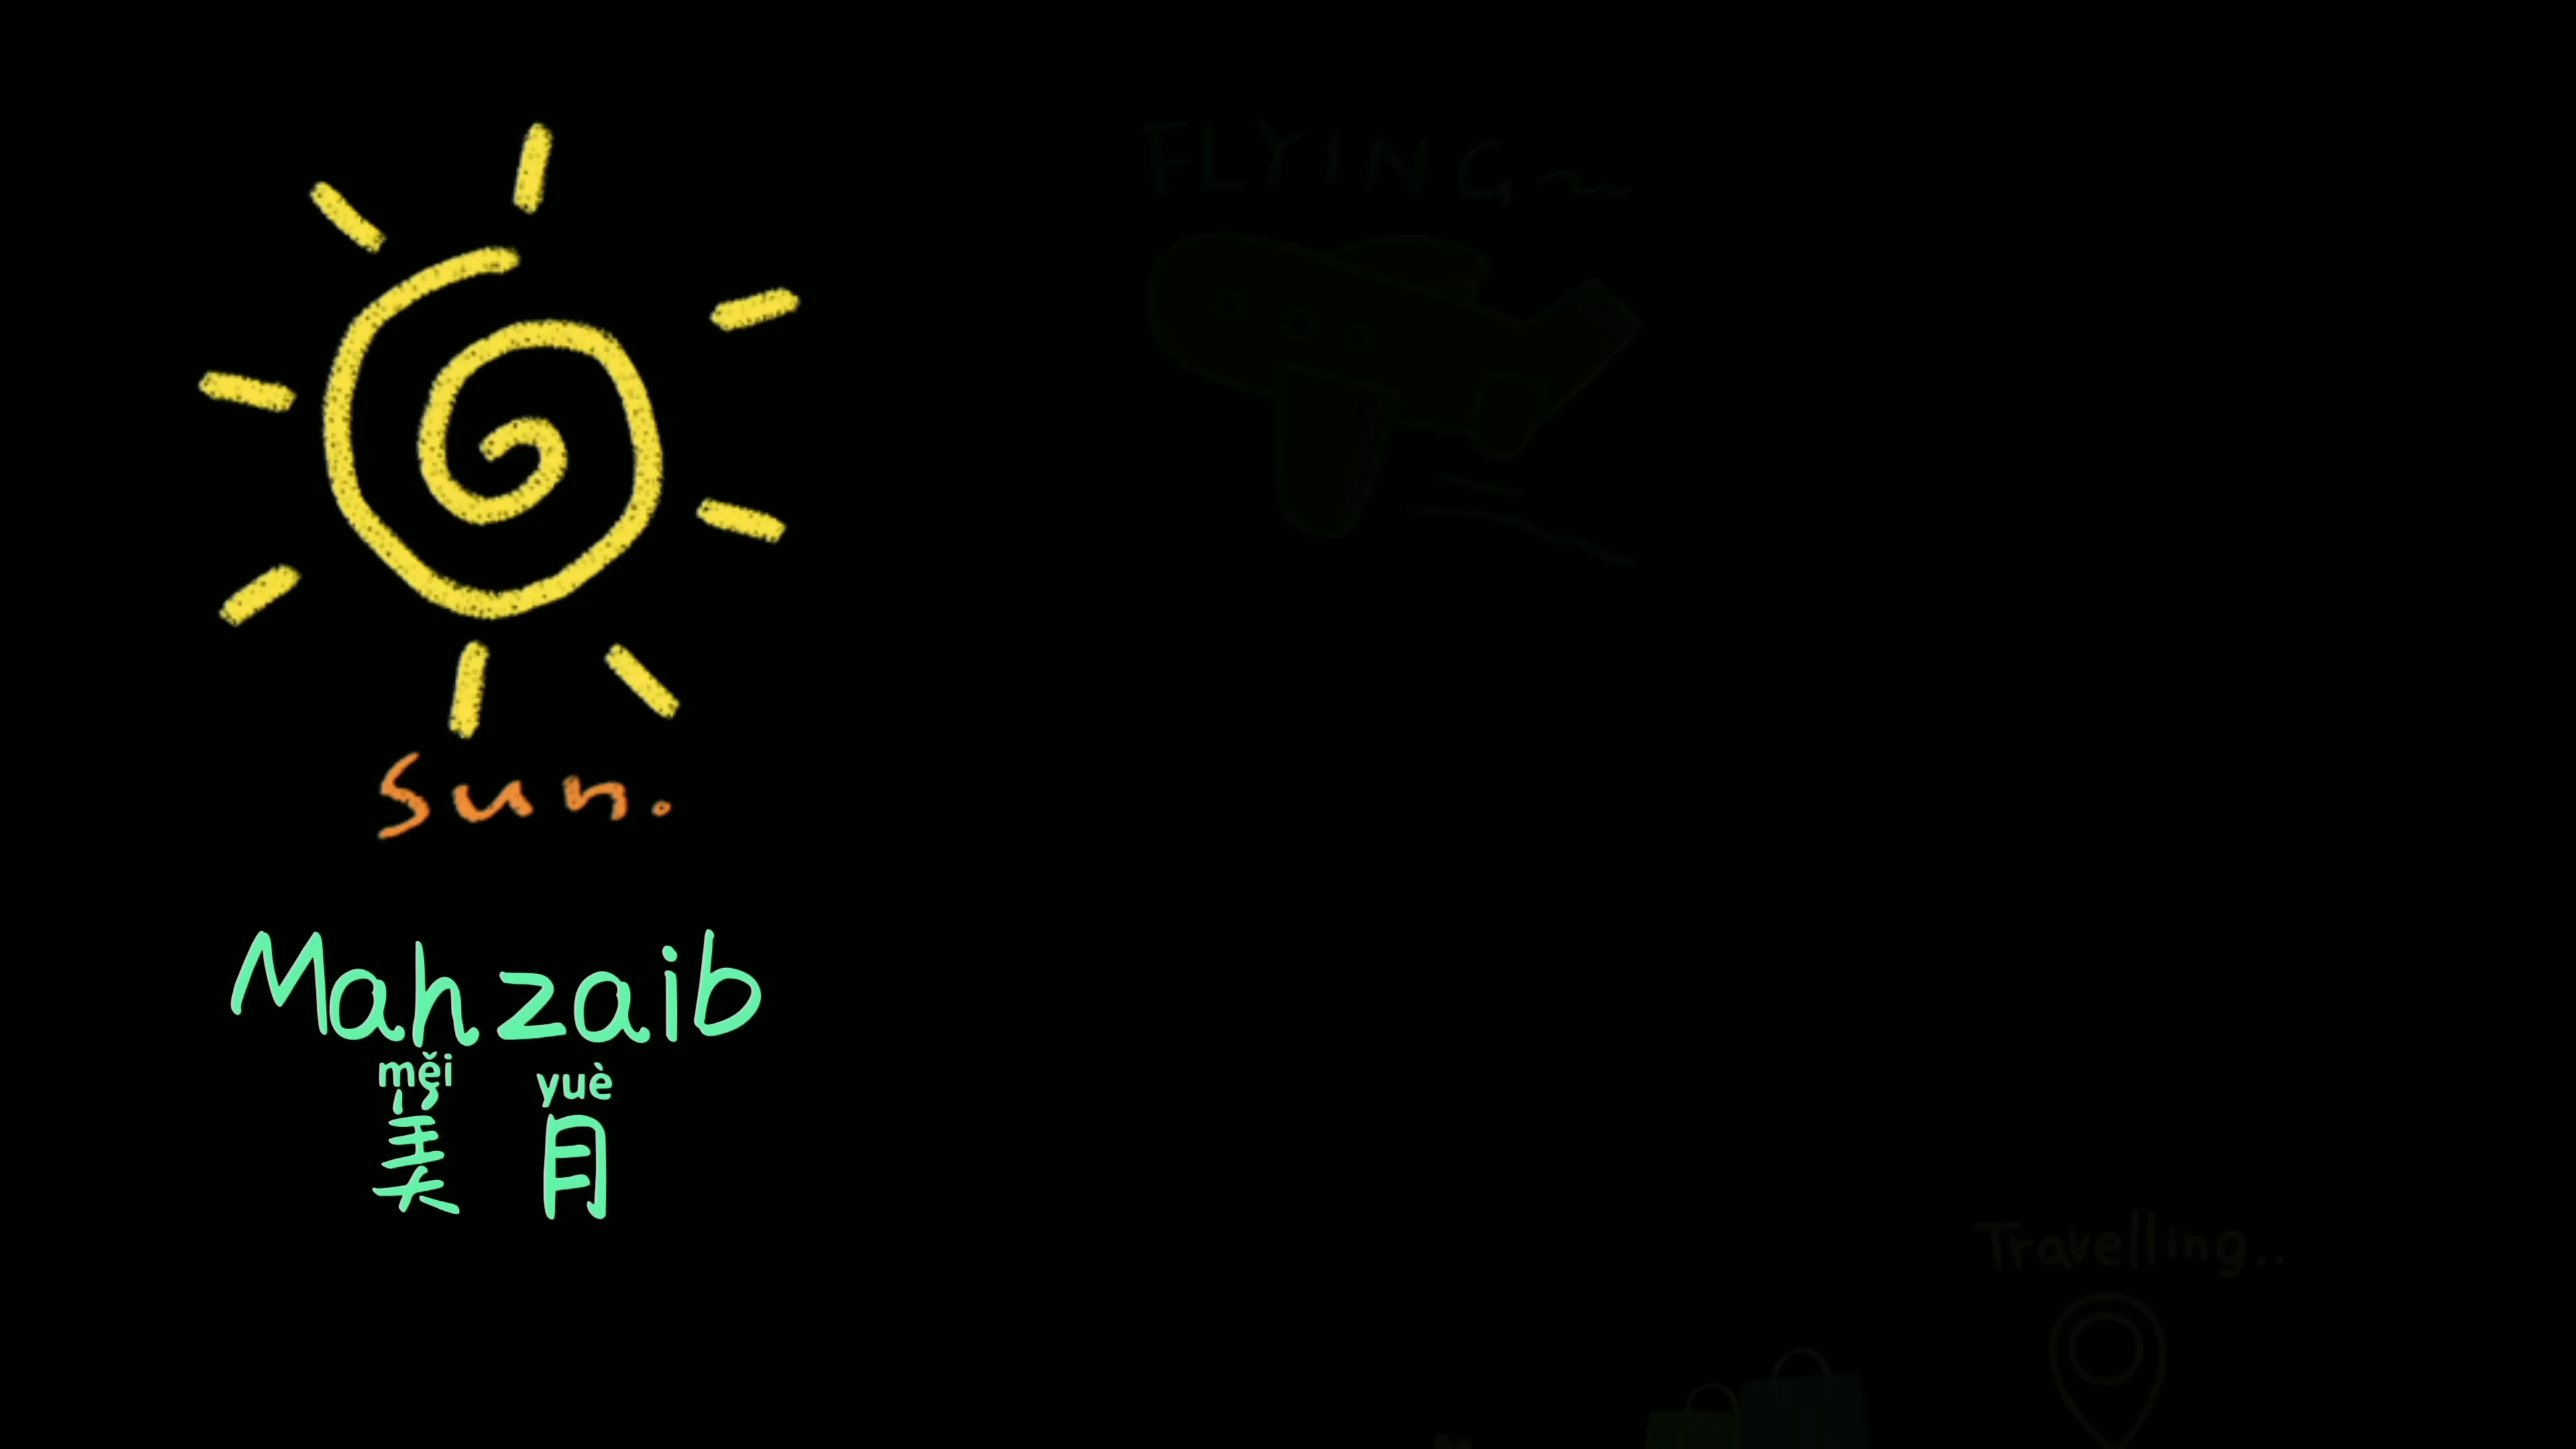 FLYING~
Sun.
Mahzaib
měi yuè
美 月
Travelling..